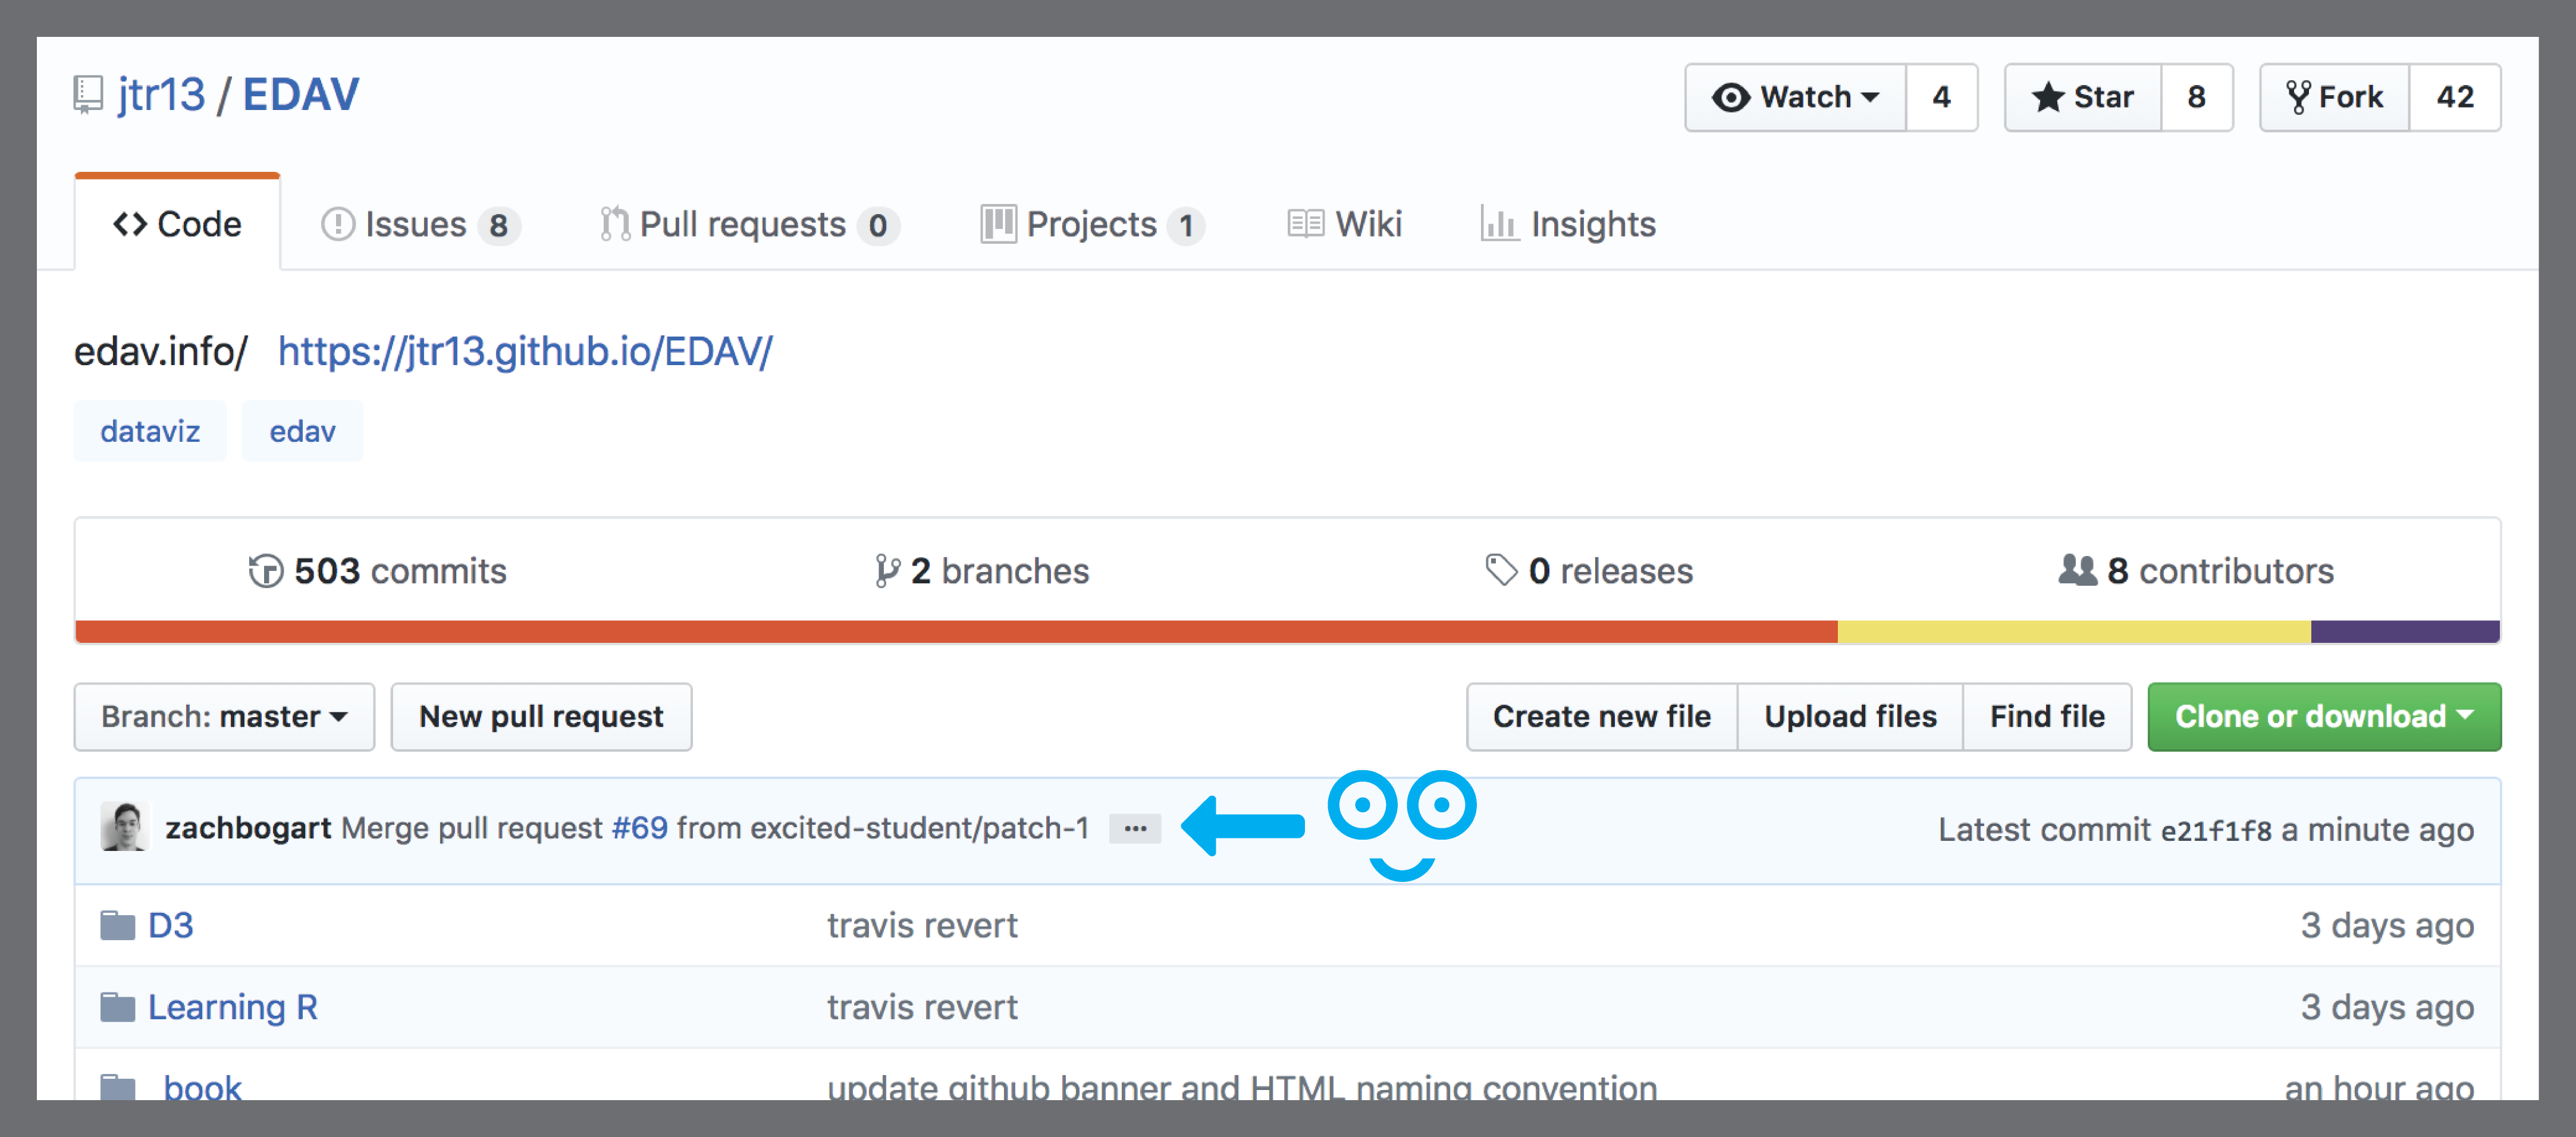 jtr13 / EDAV Watch 4 Star 8 Fork 42
Code Issues 8 Pull requests 0 Projects 1 Wiki Insights
edav.info/ https://jtr13.github.io/EDAV/
dataviz edav
503 commits 2 branches 0 releases 8 contributors
Branch: master New pull request Create new file Upload files Find file Clone or download
zachbogart Merge pull request #69 from excited-student/patch-1 ... Latest commit e21f1f8 a minute ago
D3 travis revert 3 days ago
Learning R travis revert 3 days ago
book update github banner and HTML naming convention an hour ago